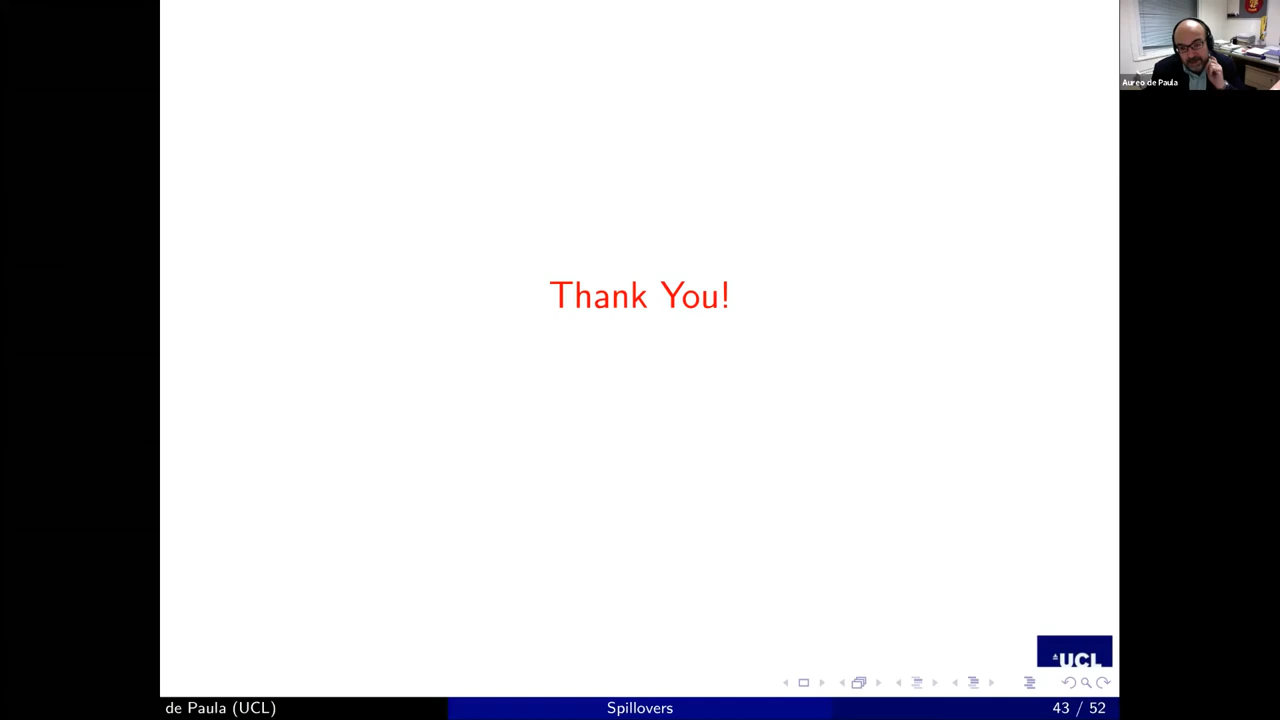 Aureo de Paula
Thank You!
UCL
de Paula (UCL)
Spillovers
43 / 52